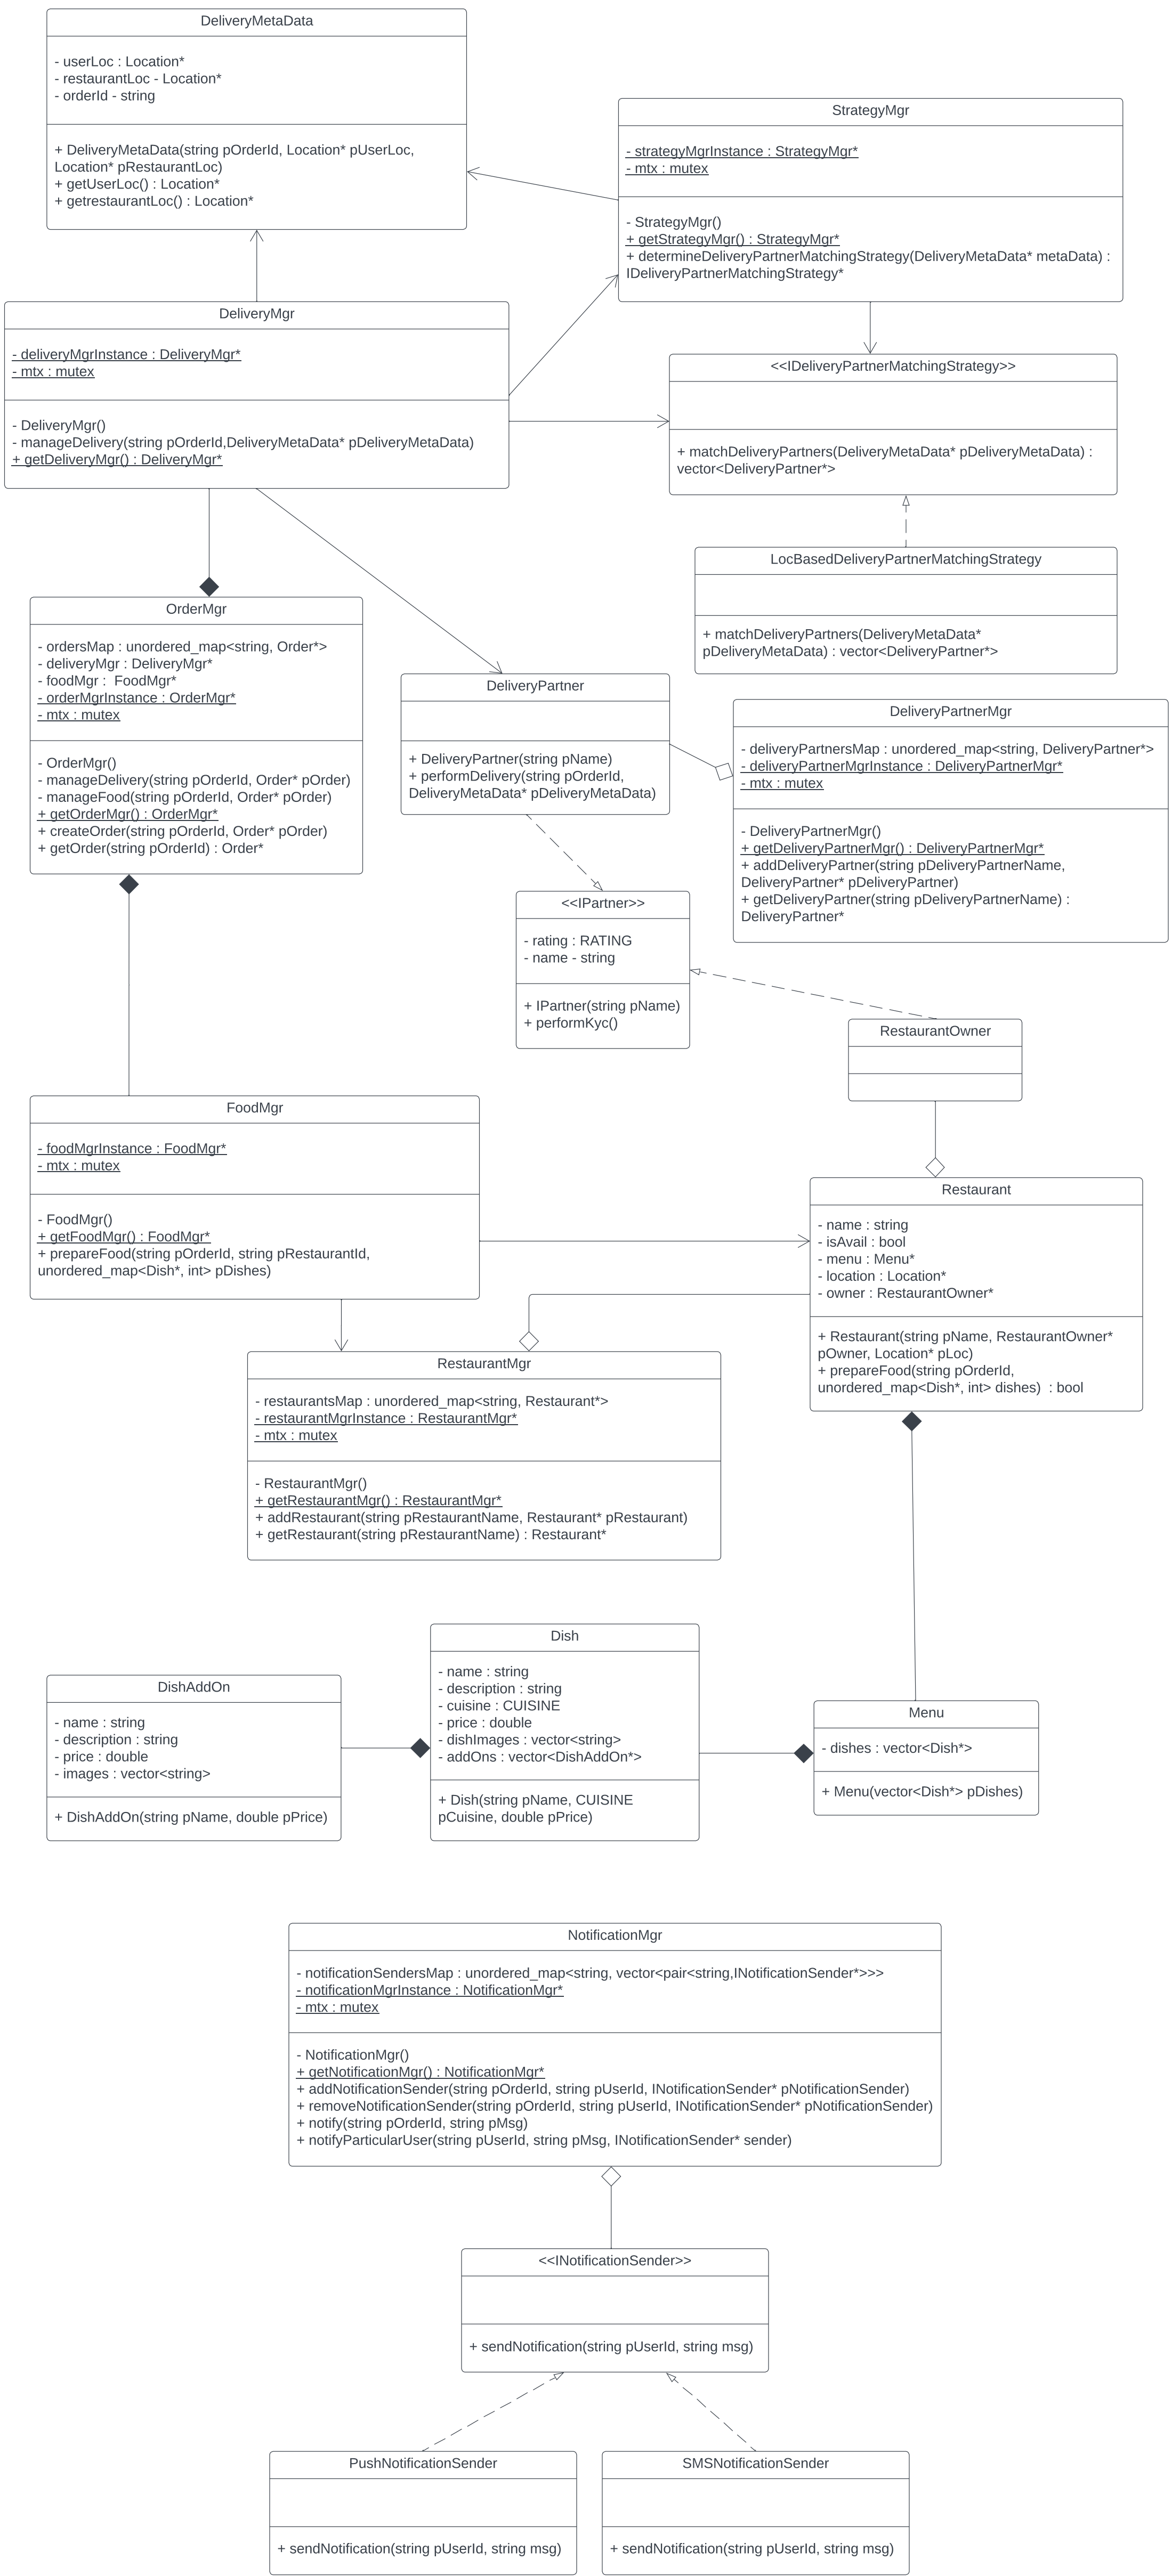 DeliveryMetaData
- userLoc : Location*
- restaurantLoc - Location*
- orderId - string
+ DeliveryMetaData(string pOrderId, Location* pUserLoc,
Location* pRestaurantLoc)
+ getUserLoc() : Location*
+ getrestaurantLoc() : Location*
StrategyMgr
- strategyMgrInstance : StrategyMgr*
- mtx : mutex
- StrategyMgr()
+ getStrategyMgr() : StrategyMgr*
+ determineDeliveryPartnerMatchingStrategy(DeliveryMetaData* metaData) :
IDeliveryPartnerMatchingStrategy*
DeliveryMgr
- deliveryMgrInstance : DeliveryMgr*
- mtx : mutex
- DeliveryMgr()
- manageDelivery(string pOrderId,DeliveryMetaData* pDeliveryMetaData)
+ getDeliveryMgr() : DeliveryMgr*
<<IDeliveryPartnerMatchingStrategy>>
+ matchDeliveryPartners(DeliveryMetaData* pDeliveryMetaData) :
vector<DeliveryPartner*>
LocBasedDeliveryPartnerMatchingStrategy
+ matchDeliveryPartners(DeliveryMetaData*
pDeliveryMetaData) : vector<DeliveryPartner*>
OrderMgr
- ordersMap : unordered_map<string, Order*>
- deliveryMgr : DeliveryMgr*
- foodMgr :  FoodMgr*
- orderMgrInstance : OrderMgr*
- mtx : mutex
- OrderMgr()
- manageDelivery(string pOrderId, Order* pOrder)
- manageFood(string pOrderId, Order* pOrder)
+ getOrderMgr() : OrderMgr*
+ createOrder(string pOrderId, Order* pOrder)
+ getOrder(string pOrderId) : Order*
DeliveryPartner
+ DeliveryPartner(string pName)
+ performDelivery(string pOrderId,
DeliveryMetaData* pDeliveryMetaData)
DeliveryPartnerMgr
- deliveryPartnersMap : unordered_map<string, DeliveryPartner*>
- deliveryPartnerMgrInstance : DeliveryPartnerMgr*
- mtx : mutex
- DeliveryPartnerMgr()
+ getDeliveryPartnerMgr() : DeliveryPartnerMgr*
+ addDeliveryPartner(string pDeliveryPartnerName,
DeliveryPartner* pDeliveryPartner)
+ getDeliveryPartner(string pDeliveryPartnerName) :
DeliveryPartner*
<<IPartner>>
- rating : RATING
- name - string
+ IPartner(string pName)
+ performKyc()
RestaurantOwner
FoodMgr
- foodMgrInstance : FoodMgr*
- mtx : mutex
- FoodMgr()
+ getFoodMgr() : FoodMgr*
+ prepareFood(string pOrderId, string pRestaurantId,
unordered_map<Dish*, int> pDishes)
Restaurant
- name : string
- isAvail : bool
- menu : Menu*
- location : Location*
- owner : RestaurantOwner*
+ Restaurant(string pName, RestaurantOwner*
pOwner, Location* pLoc)
+ prepareFood(string pOrderId,
unordered_map<Dish*, int> dishes)  : bool
RestaurantMgr
- restaurantsMap : unordered_map<string, Restaurant*>
- restaurantMgrInstance : RestaurantMgr*
- mtx : mutex
- RestaurantMgr()
+ getRestaurantMgr() : RestaurantMgr*
+ addRestaurant(string pRestaurantName, Restaurant* pRestaurant)
+ getRestaurant(string pRestaurantName) : Restaurant*
DishAddOn
- name : string
- description : string
- price : double
- images : vector<string>
+ DishAddOn(string pName, double pPrice)
Dish
- name : string
- description : string
- cuisine : CUISINE
- price : double
- dishImages : vector<string>
- addOns : vector<DishAddOn*>
+ Dish(string pName, CUISINE
pCuisine, double pPrice)
Menu
- dishes : vector<Dish*>
+ Menu(vector<Dish*> pDishes)
NotificationMgr
- notificationSendersMap : unordered_map<string, vector<pair<string,INotificationSender*>>>
- notificationMgrInstance : NotificationMgr*
- mtx : mutex
- NotificationMgr()
+ getNotificationMgr() : NotificationMgr*
+ addNotificationSender(string pOrderId, string pUserId, INotificationSender* pNotificationSender)
+ removeNotificationSender(string pOrderId, string pUserId, INotificationSender* pNotificationSender)
+ notify(string pOrderId, string pMsg)
+ notifyParticularUser(string pUserId, string pMsg, INotificationSender* sender)
<<INotificationSender>>
+ sendNotification(string pUserId, string msg)
PushNotificationSender
+ sendNotification(string pUserId, string msg)
SMSNotificationSender
+ sendNotification(string pUserId, string msg)